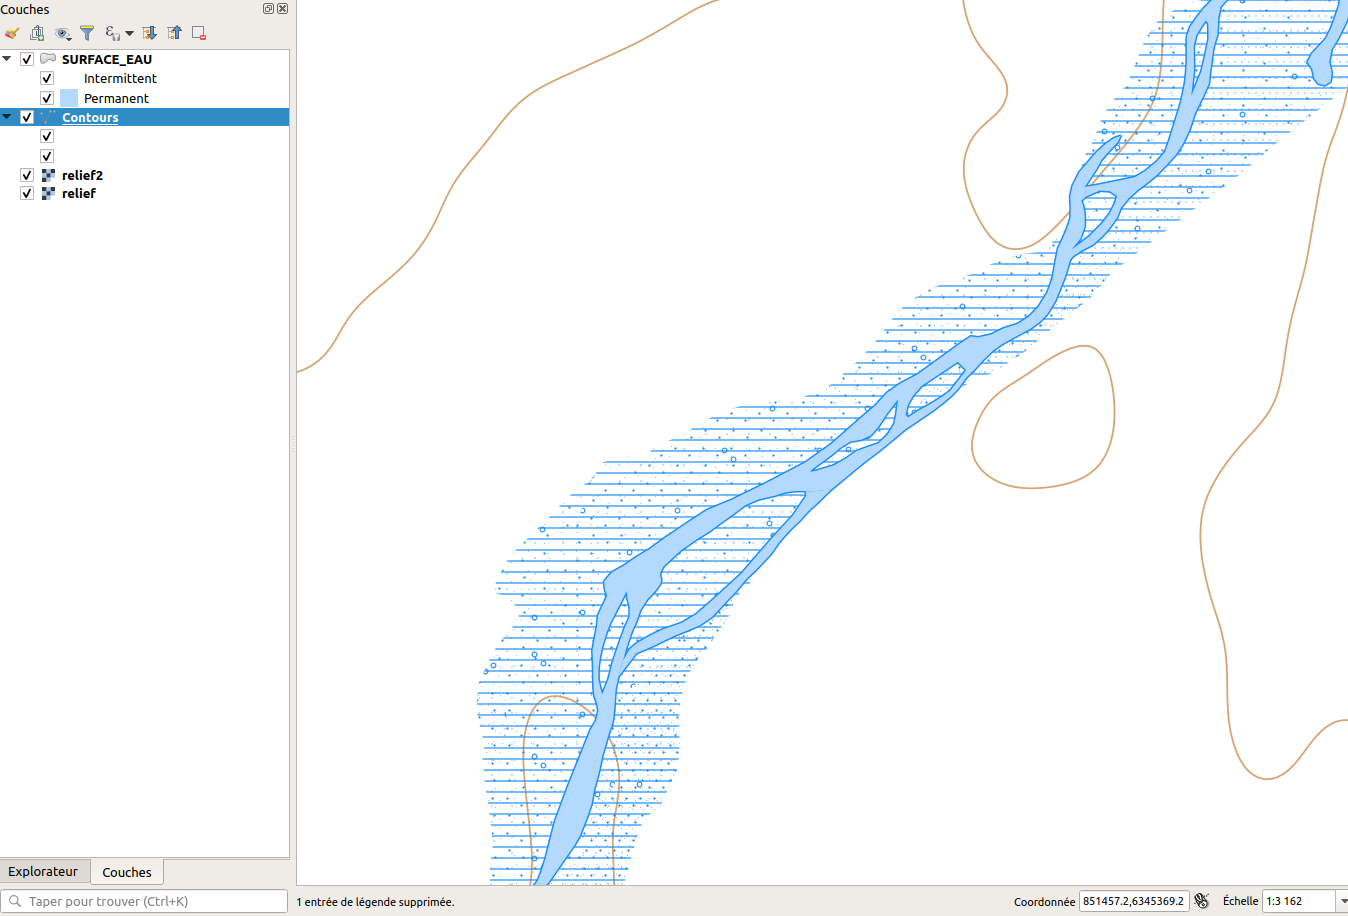 Couches
SURFACE_EAU
Intermittent
Permanent
Contours
relief2
relief
Explorateur
Couches
Taper pour trouver (Ctrl+K)
1 entrée de légende supprimée.
Coordonnée 851457.2,6345369.2
Échelle 1:3 162